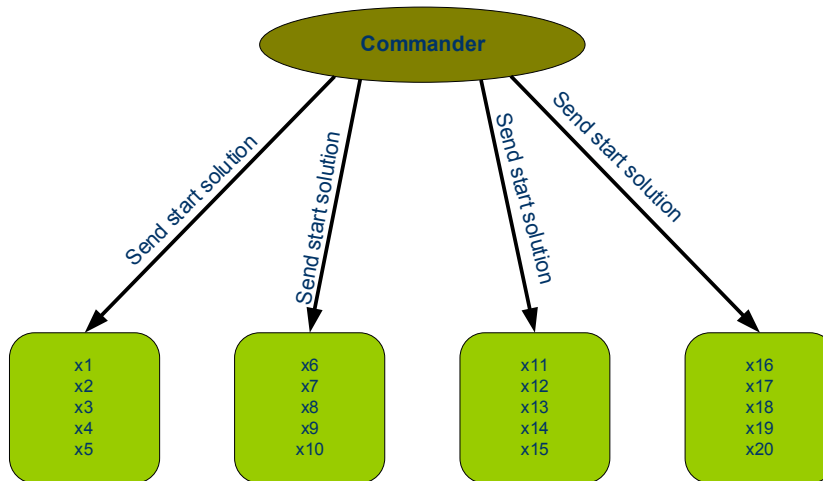 Commander
Send start solution
Send start solution
Send start solution
Send start solution
x1
x2
x3
x4
x5
x6
x7
x8
x9
x10
x11
x12
x13
x14
x15
x16
x17
x18
x19
x20